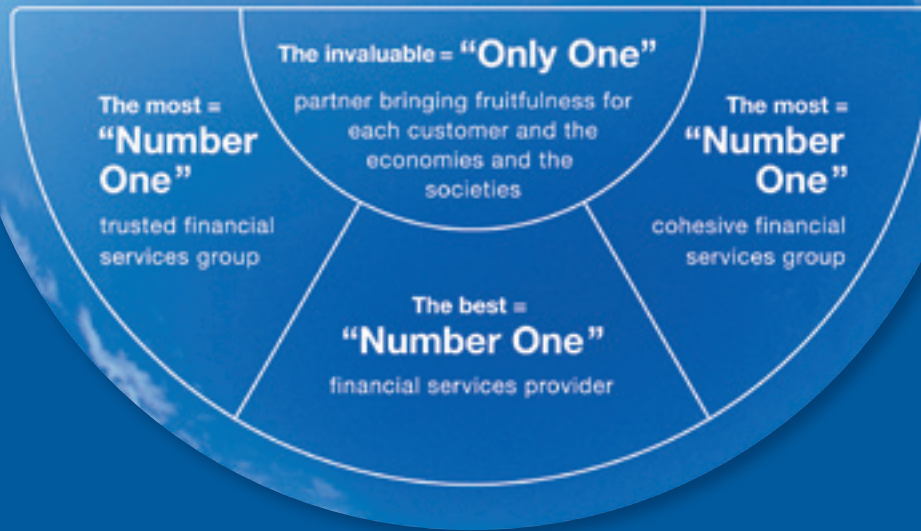 The invaluable = “Only One”
partner bringing fruitfulness for
each customer and the
economies and the
societies
The most =
“Number
One”
trusted financial
services group
The best =
“Number One”
financial services provider
The most =
“Number
One”
cohesive financial
services group